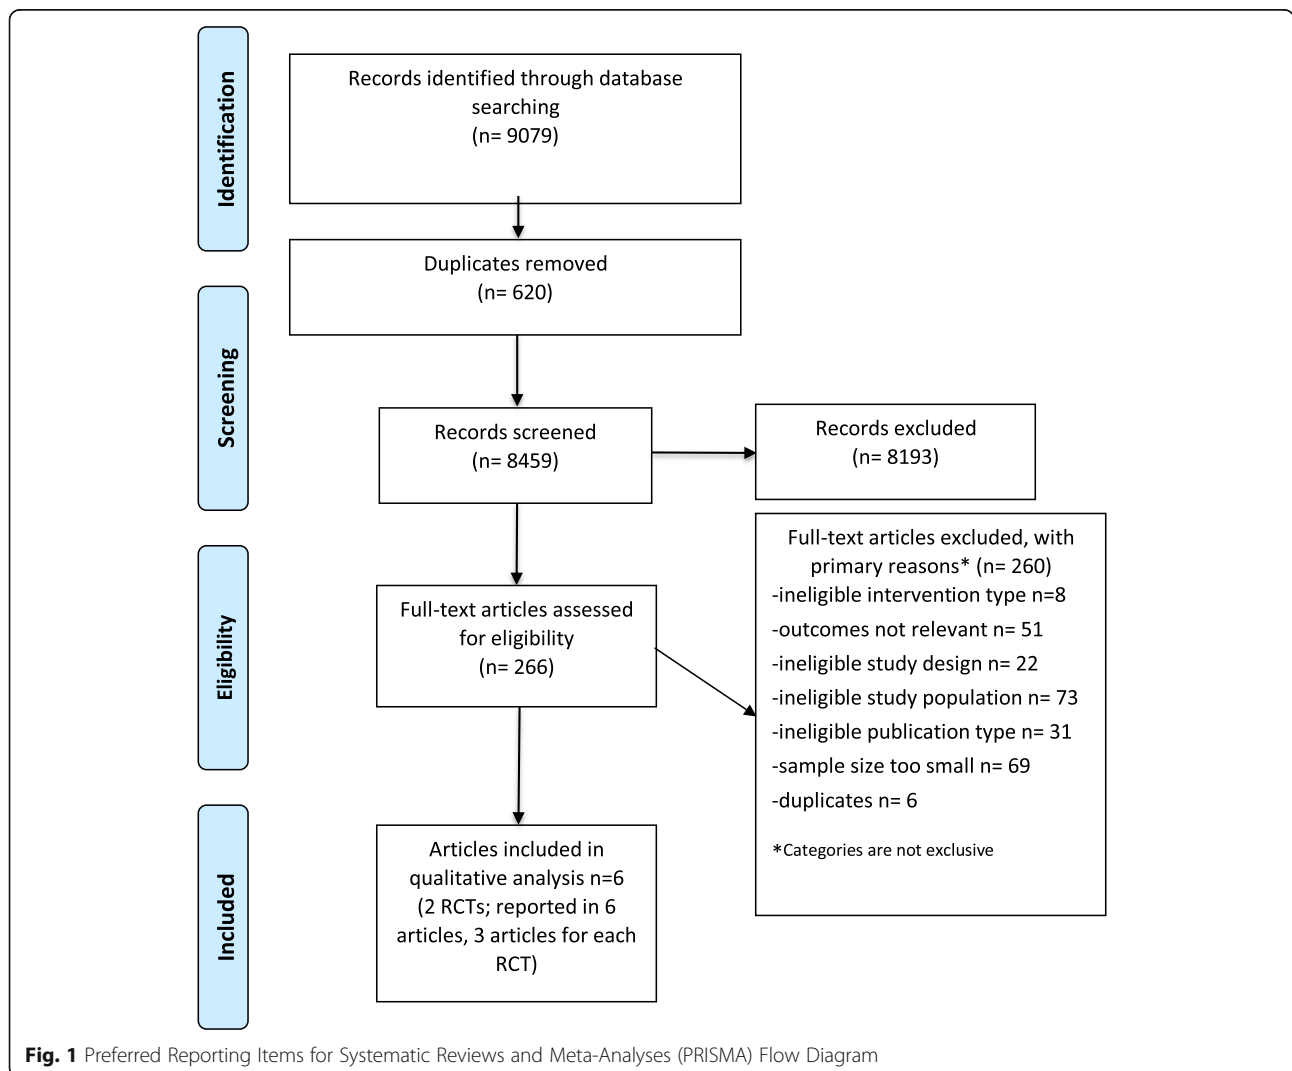 Identification
Records identified through database
searching
(n= 9079)
Duplicates removed
(n= 620)
Screening
Records screened
(n= 8459)
Records excluded
(n= 8193)
Eligibility
Full-text articles assessed
for eligibility
(n= 266)
Full-text articles excluded, with
primary reasons* (n= 260)
-ineligible intervention type n=8
-outcomes not relevant n= 51
-ineligible study design n= 22
-ineligible study population n= 73
-ineligible publication type n= 31
-sample size too small n= 69
-duplicates n= 6
*Categories are not exclusive
Included
Articles included in
qualitative analysis n=6
(2 RCTs; reported in 6
articles, 3 articles for each
RCT)
Fig. 1 Preferred Reporting Items for Systematic Reviews and Meta-Analyses (PRISMA) Flow Diagram